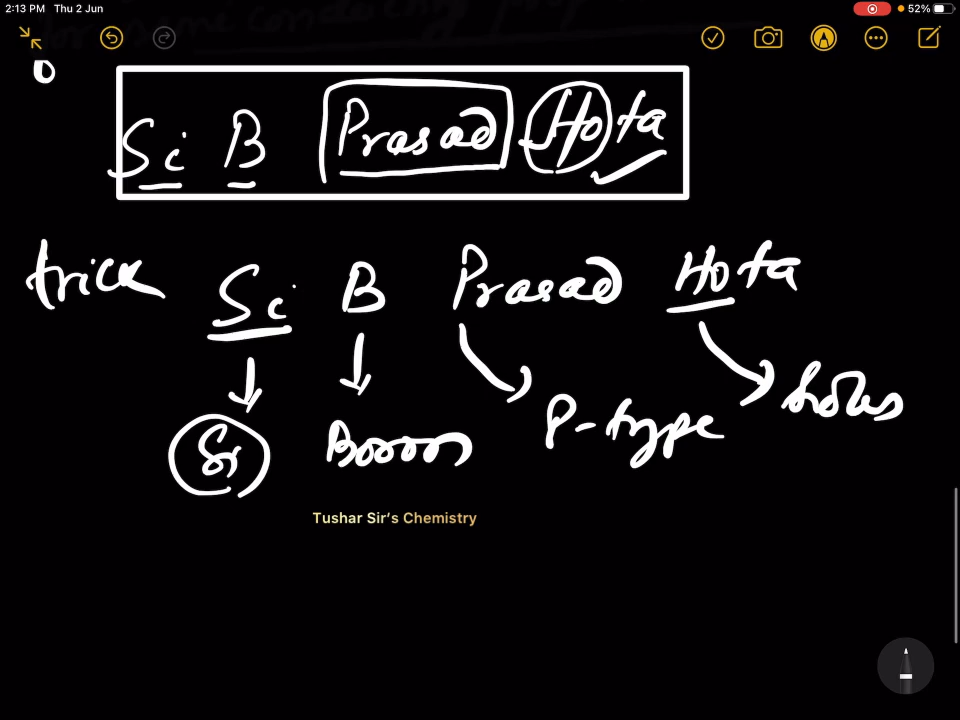 2:13 PM Thu 2 Jun 52%
Si B Prasad Hota
trick Si B Prasad Hota
Si Boron P-type holes
Tushar Sir's Chemistry